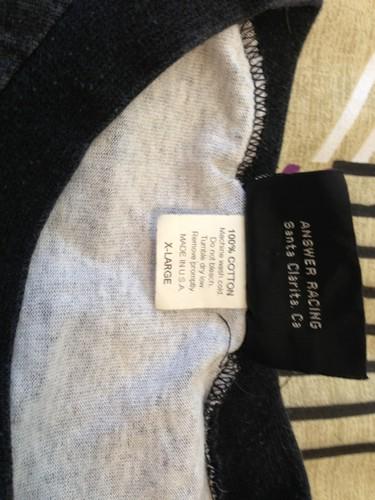 ANSWER RACING
Santa Clarita, Ca
100% COTTON
Machine wash cold
Do not bleach.
Tumble dry low.
Remove promptly.
MADE IN U.S.A.
X-LARGE